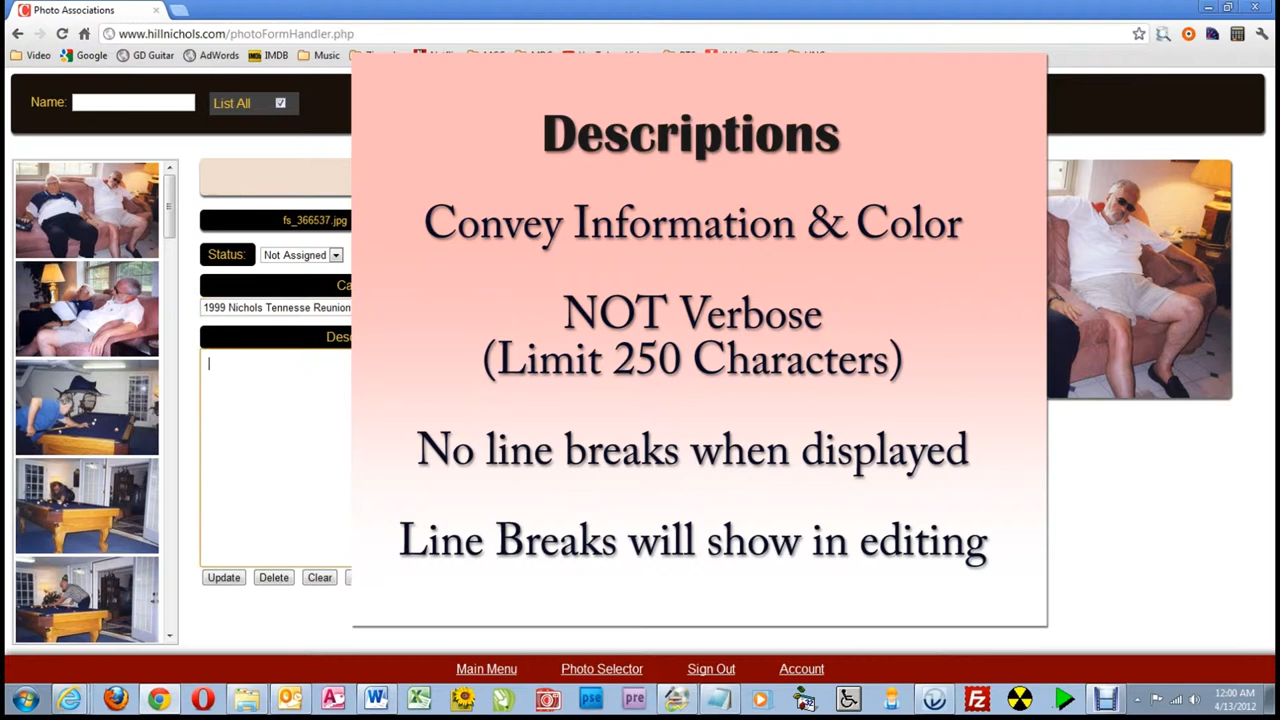 Photo Associations
www.hillnichols.com/photoFormHandler.php
Video Google GD Guitar AdWords IMDB Music
Name: List All
Descriptions
Convey Information & Color
NOT Verbose
(Limit 250 Characters)
No line breaks when displayed
Line Breaks will show in editing
fs_366537.jpg
Status: Not Assigned
Ca
1999 Nichols Tennesse Reunion
Desc
Update Delete Clear
Main Menu Photo Selector Sign Out Account
12:00 AM
4/13/2012